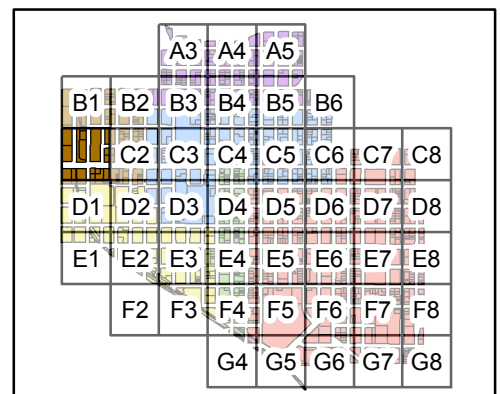 A3 A4 A5
B1 B2 B3 B4 B5 B6
C2 C3 C4 C5 C6 C7 C8
D1 D2 D3 D4 D5 D6 D7 D8
E1 E2 E3 E4 E5 E6 E7 E8
F2 F3 F4 F5 F6 F7 F8
G4 G5 G6 G7 G8